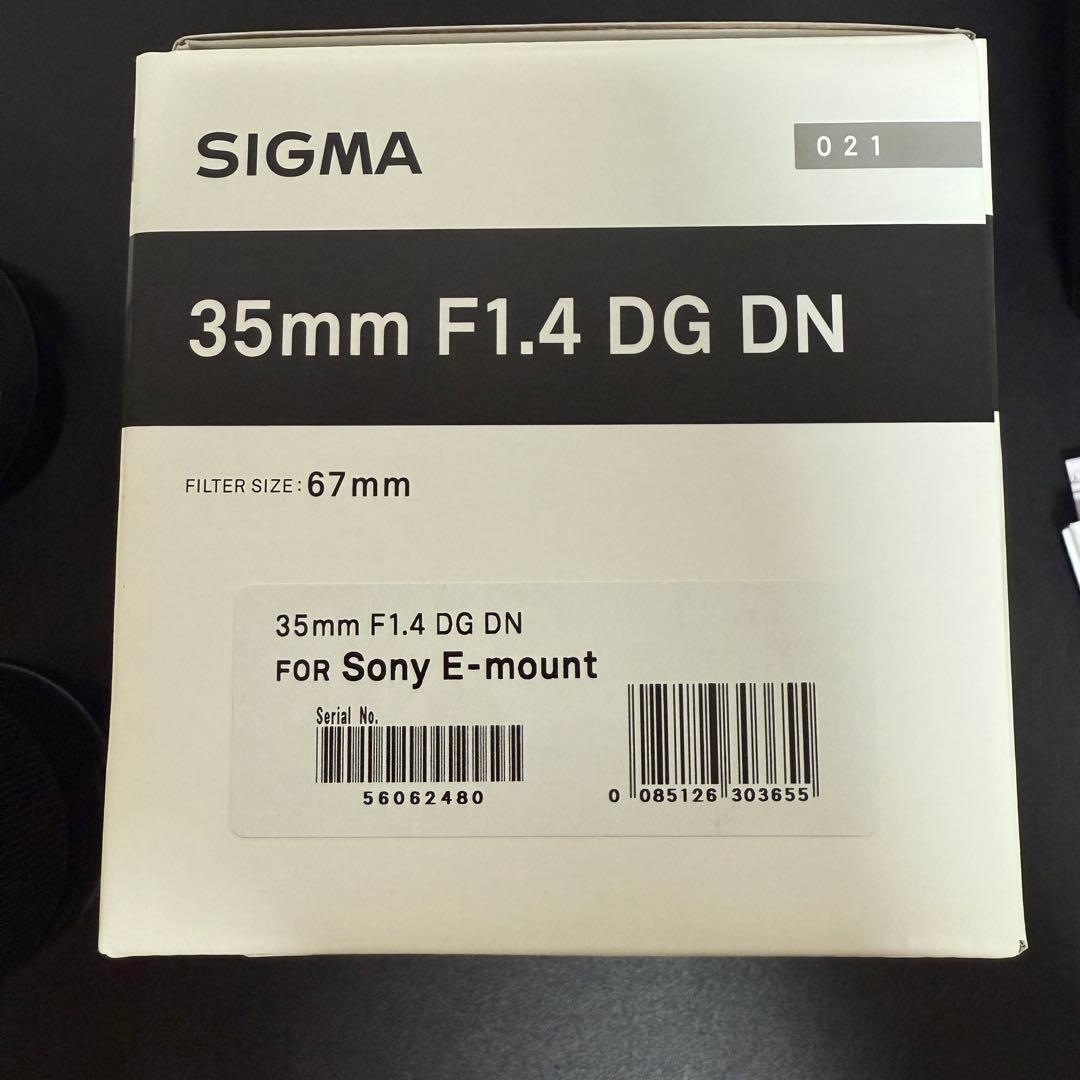 SIGMA
021
35mm F1.4 DG DN
FILTER SIZE: 67mm
35mm F1.4 DG DN
FOR Sony E-mount
Serial No.
56062480
0 085126 303655